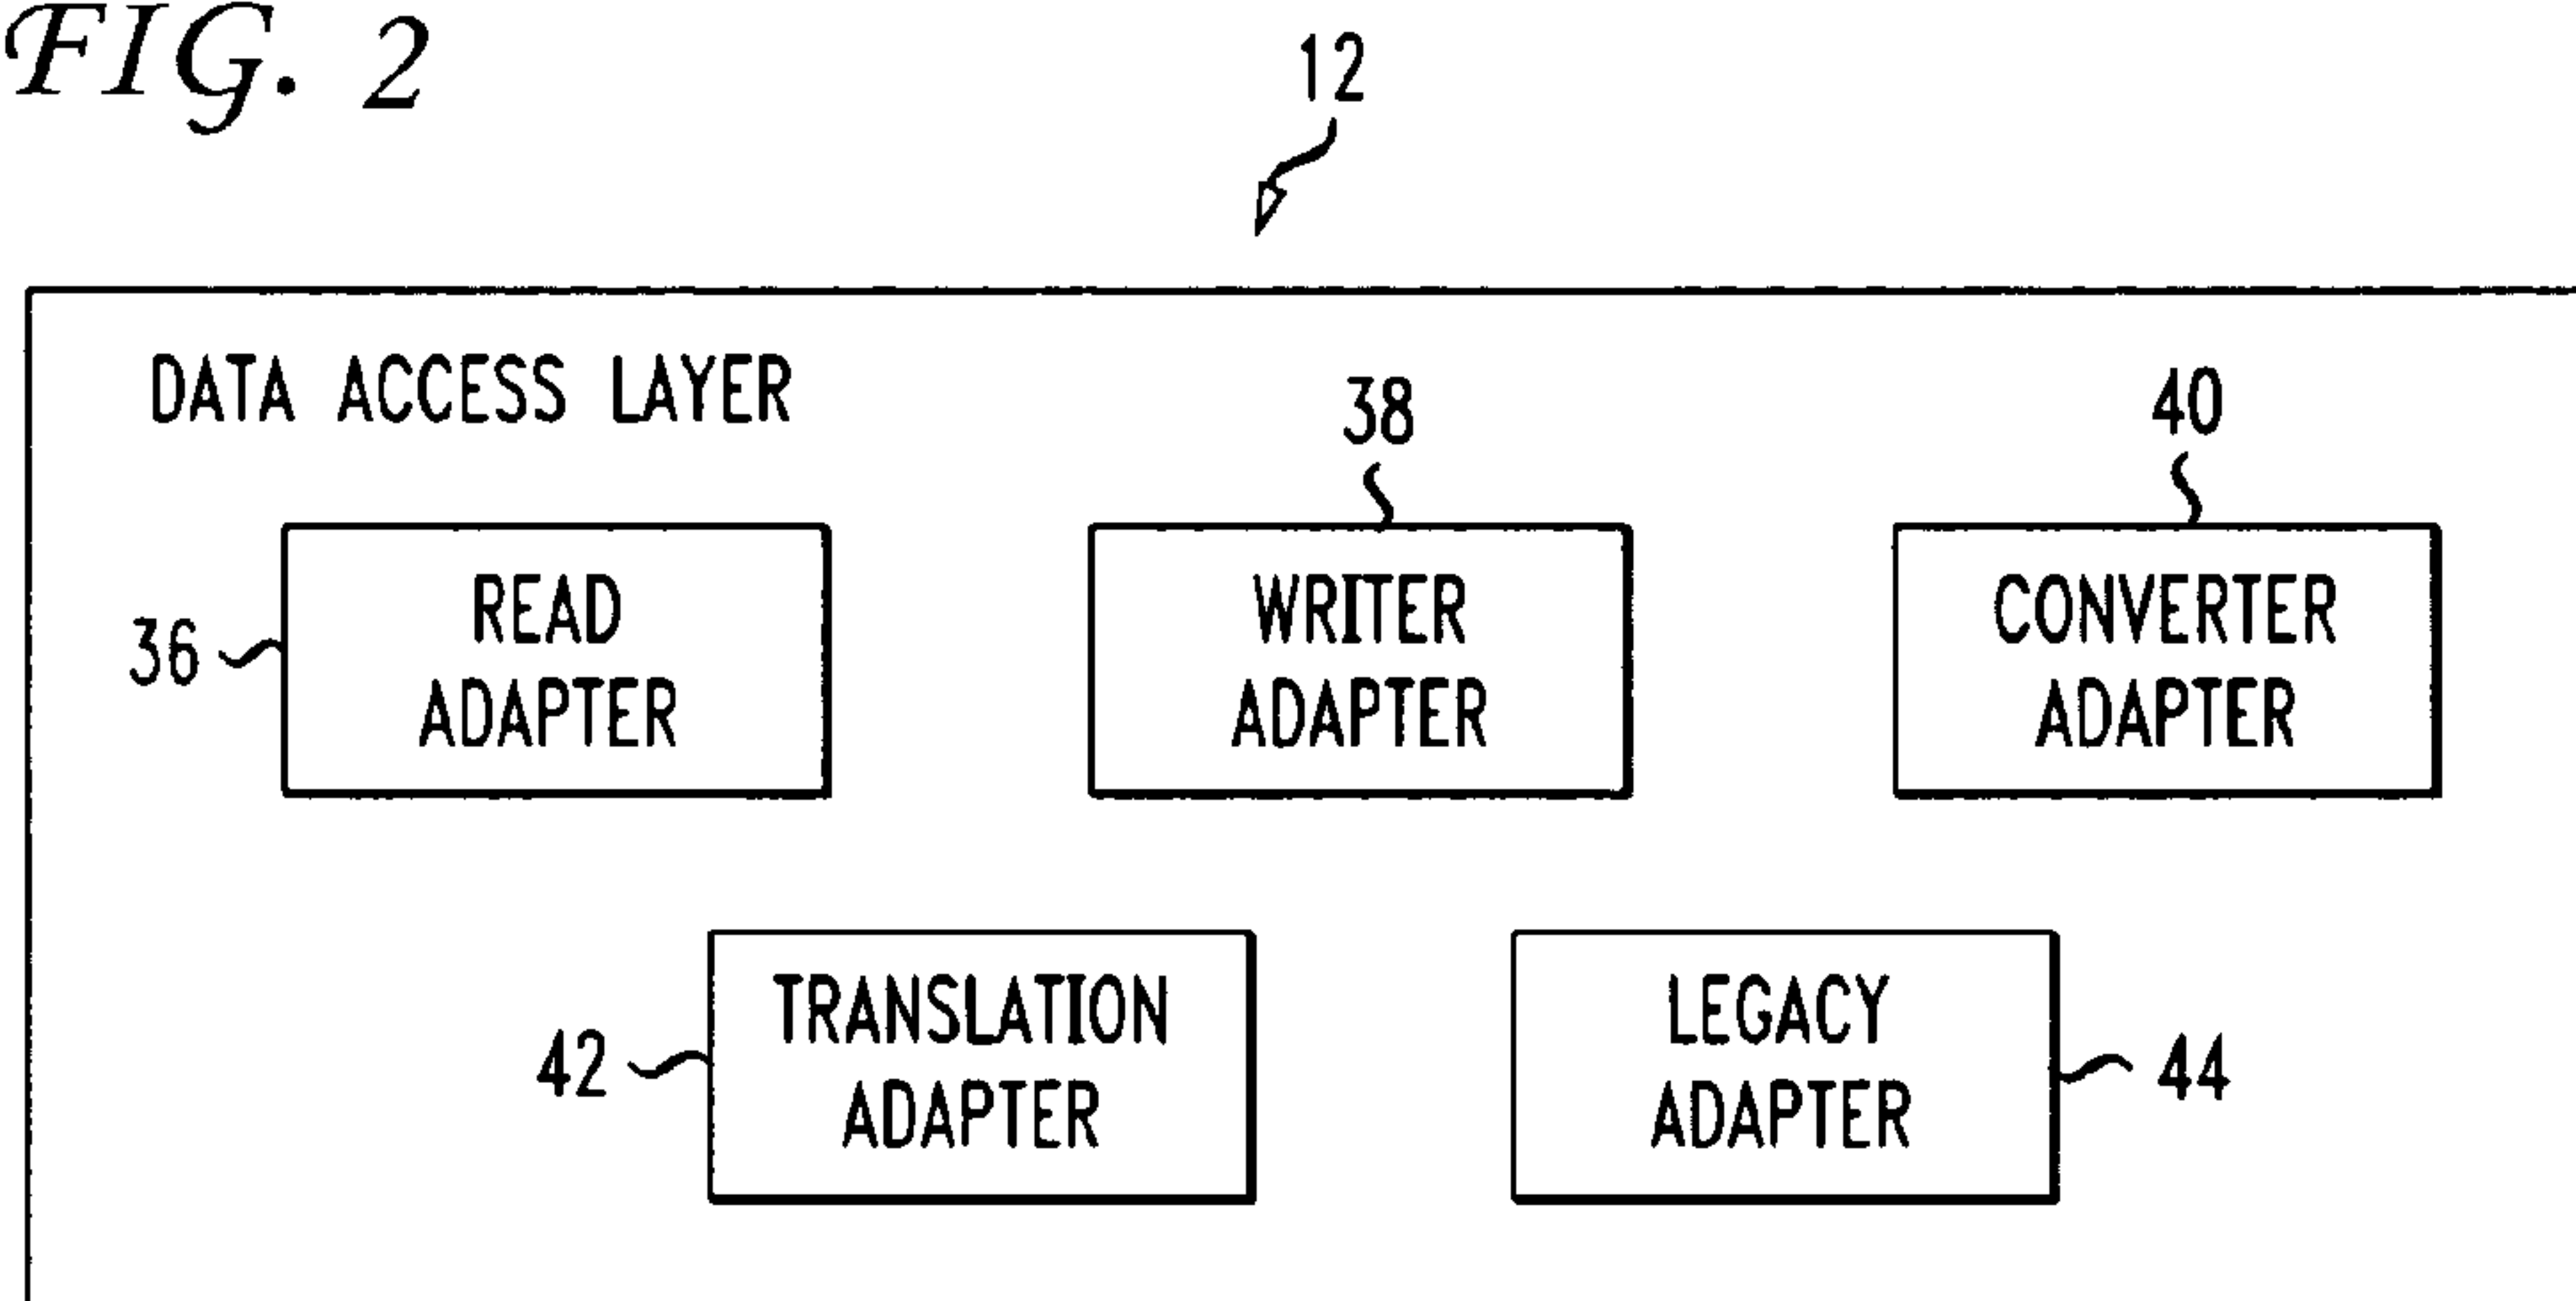 FIG. 2
12
DATA ACCESS LAYER
38
40
36
READ
ADAPTER
WRITER
ADAPTER
CONVERTER
ADAPTER
42
TRANSLATION
ADAPTER
LEGACY
ADAPTER
44